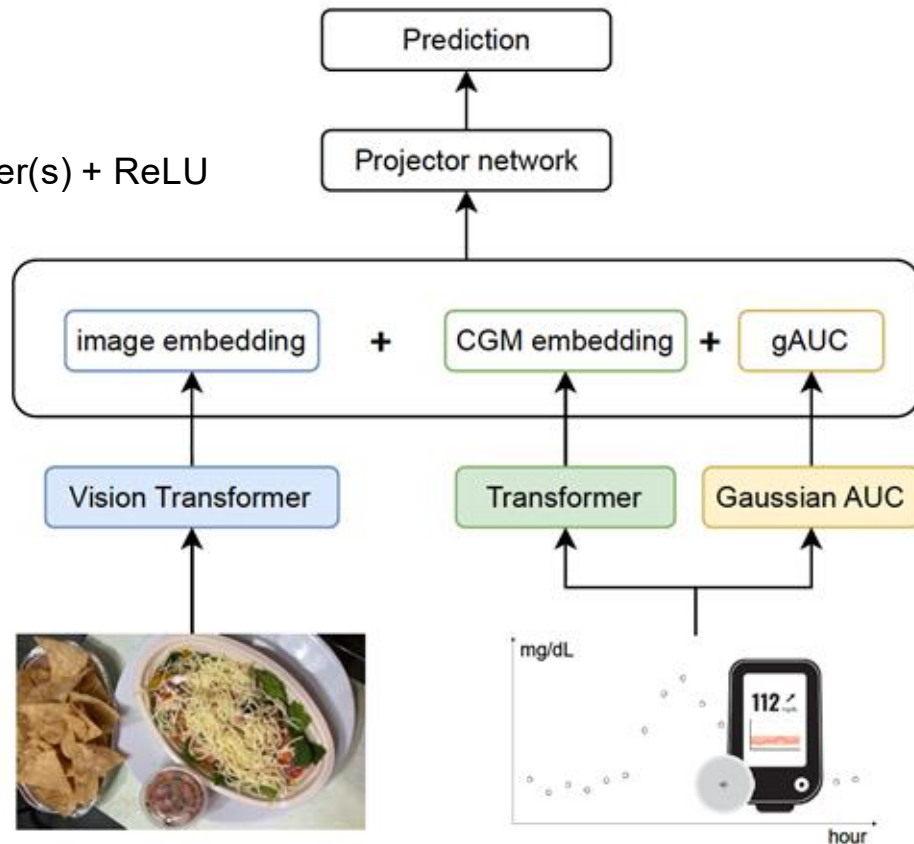 Prediction
Projector network
er(s) + ReLU
image embedding + CGM embedding + gAUC
Vision Transformer
Transformer
Gaussian AUC
mg/dL
112
hour